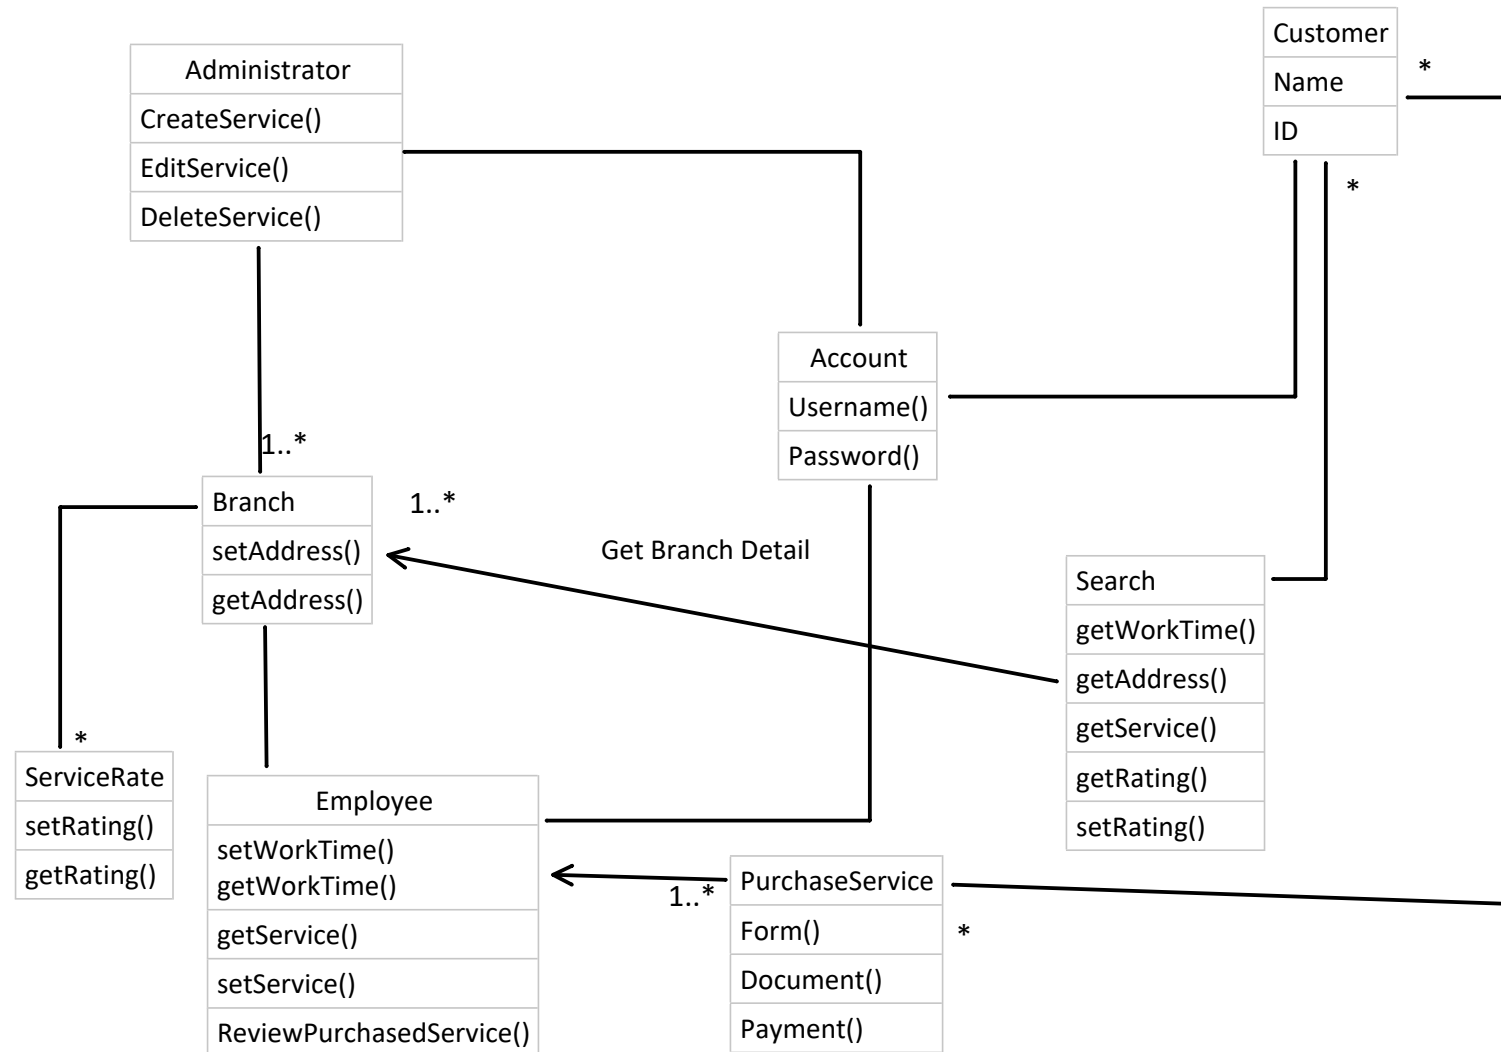 Customer
Name
ID
*
*
Administrator
CreateService()
EditService()
DeleteService()
Account
Username()
Password()
1..*
Branch
setAddress()
getAddress()
1..*
Get Branch Detail
Search
getWorkTime()
getAddress()
getService()
getRating()
setRating()
*
ServiceRate
setRating()
getRating()
Employee
setWorkTime()
getWorkTime()
getService()
setService()
ReviewPurchasedService()
1..*
PurchaseService
Form()
Document()
Payment()
*